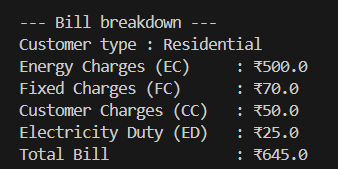 --- Bill breakdown ---
Customer type : Residential
Energy Charges (EC) : ₹500.0
Fixed Charges (FC) : ₹70.0
Customer Charges (CC) : ₹50.0
Electricity Duty (ED) : ₹25.0
Total Bill : ₹645.0